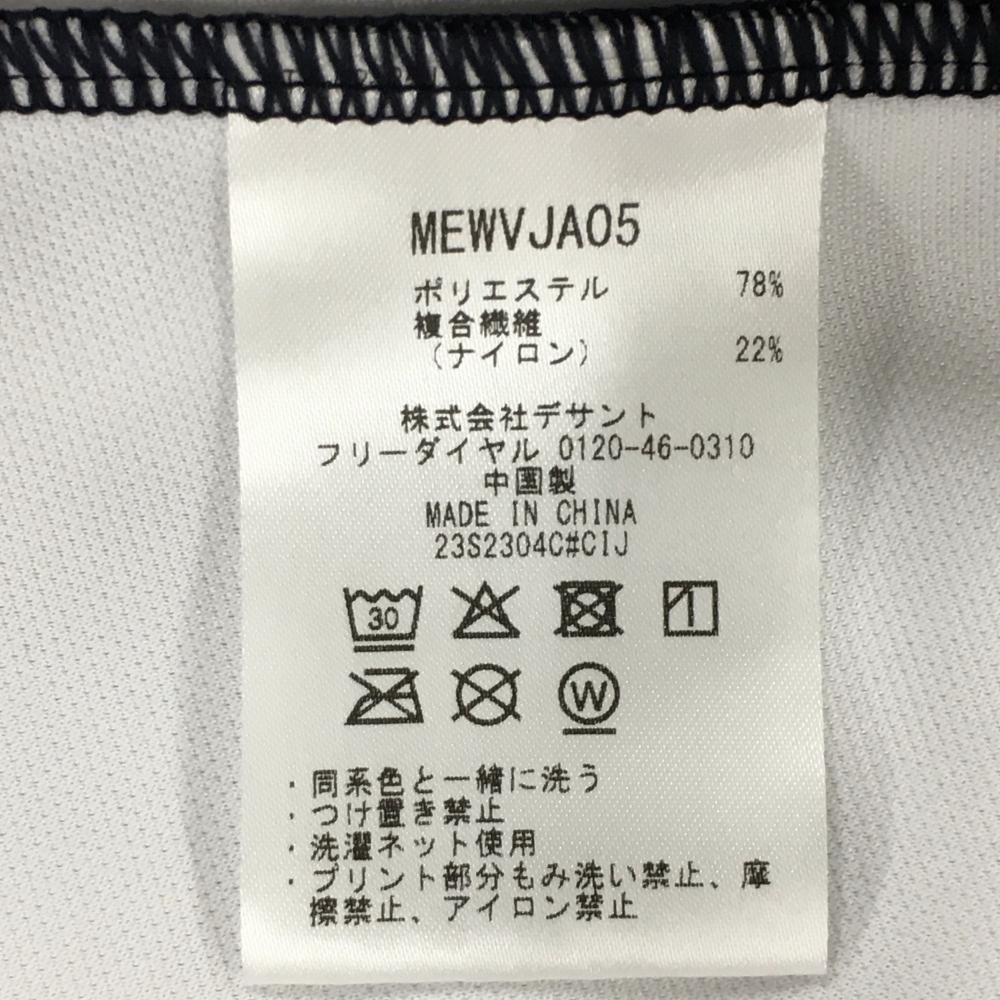 MEWVJA05
ポリエステル 78%
複合繊維
(ナイロン) 22%
株式会社デサント
フリーダイヤル 0120-46-0310
中国製
MADE IN CHINA
23S2304C#CIJ
30
W
・同系色と一緒に洗う
・つけ置き禁止
・洗濯ネット使用
・プリント部分もみ洗い禁止、摩
擦禁止、アイロン禁止